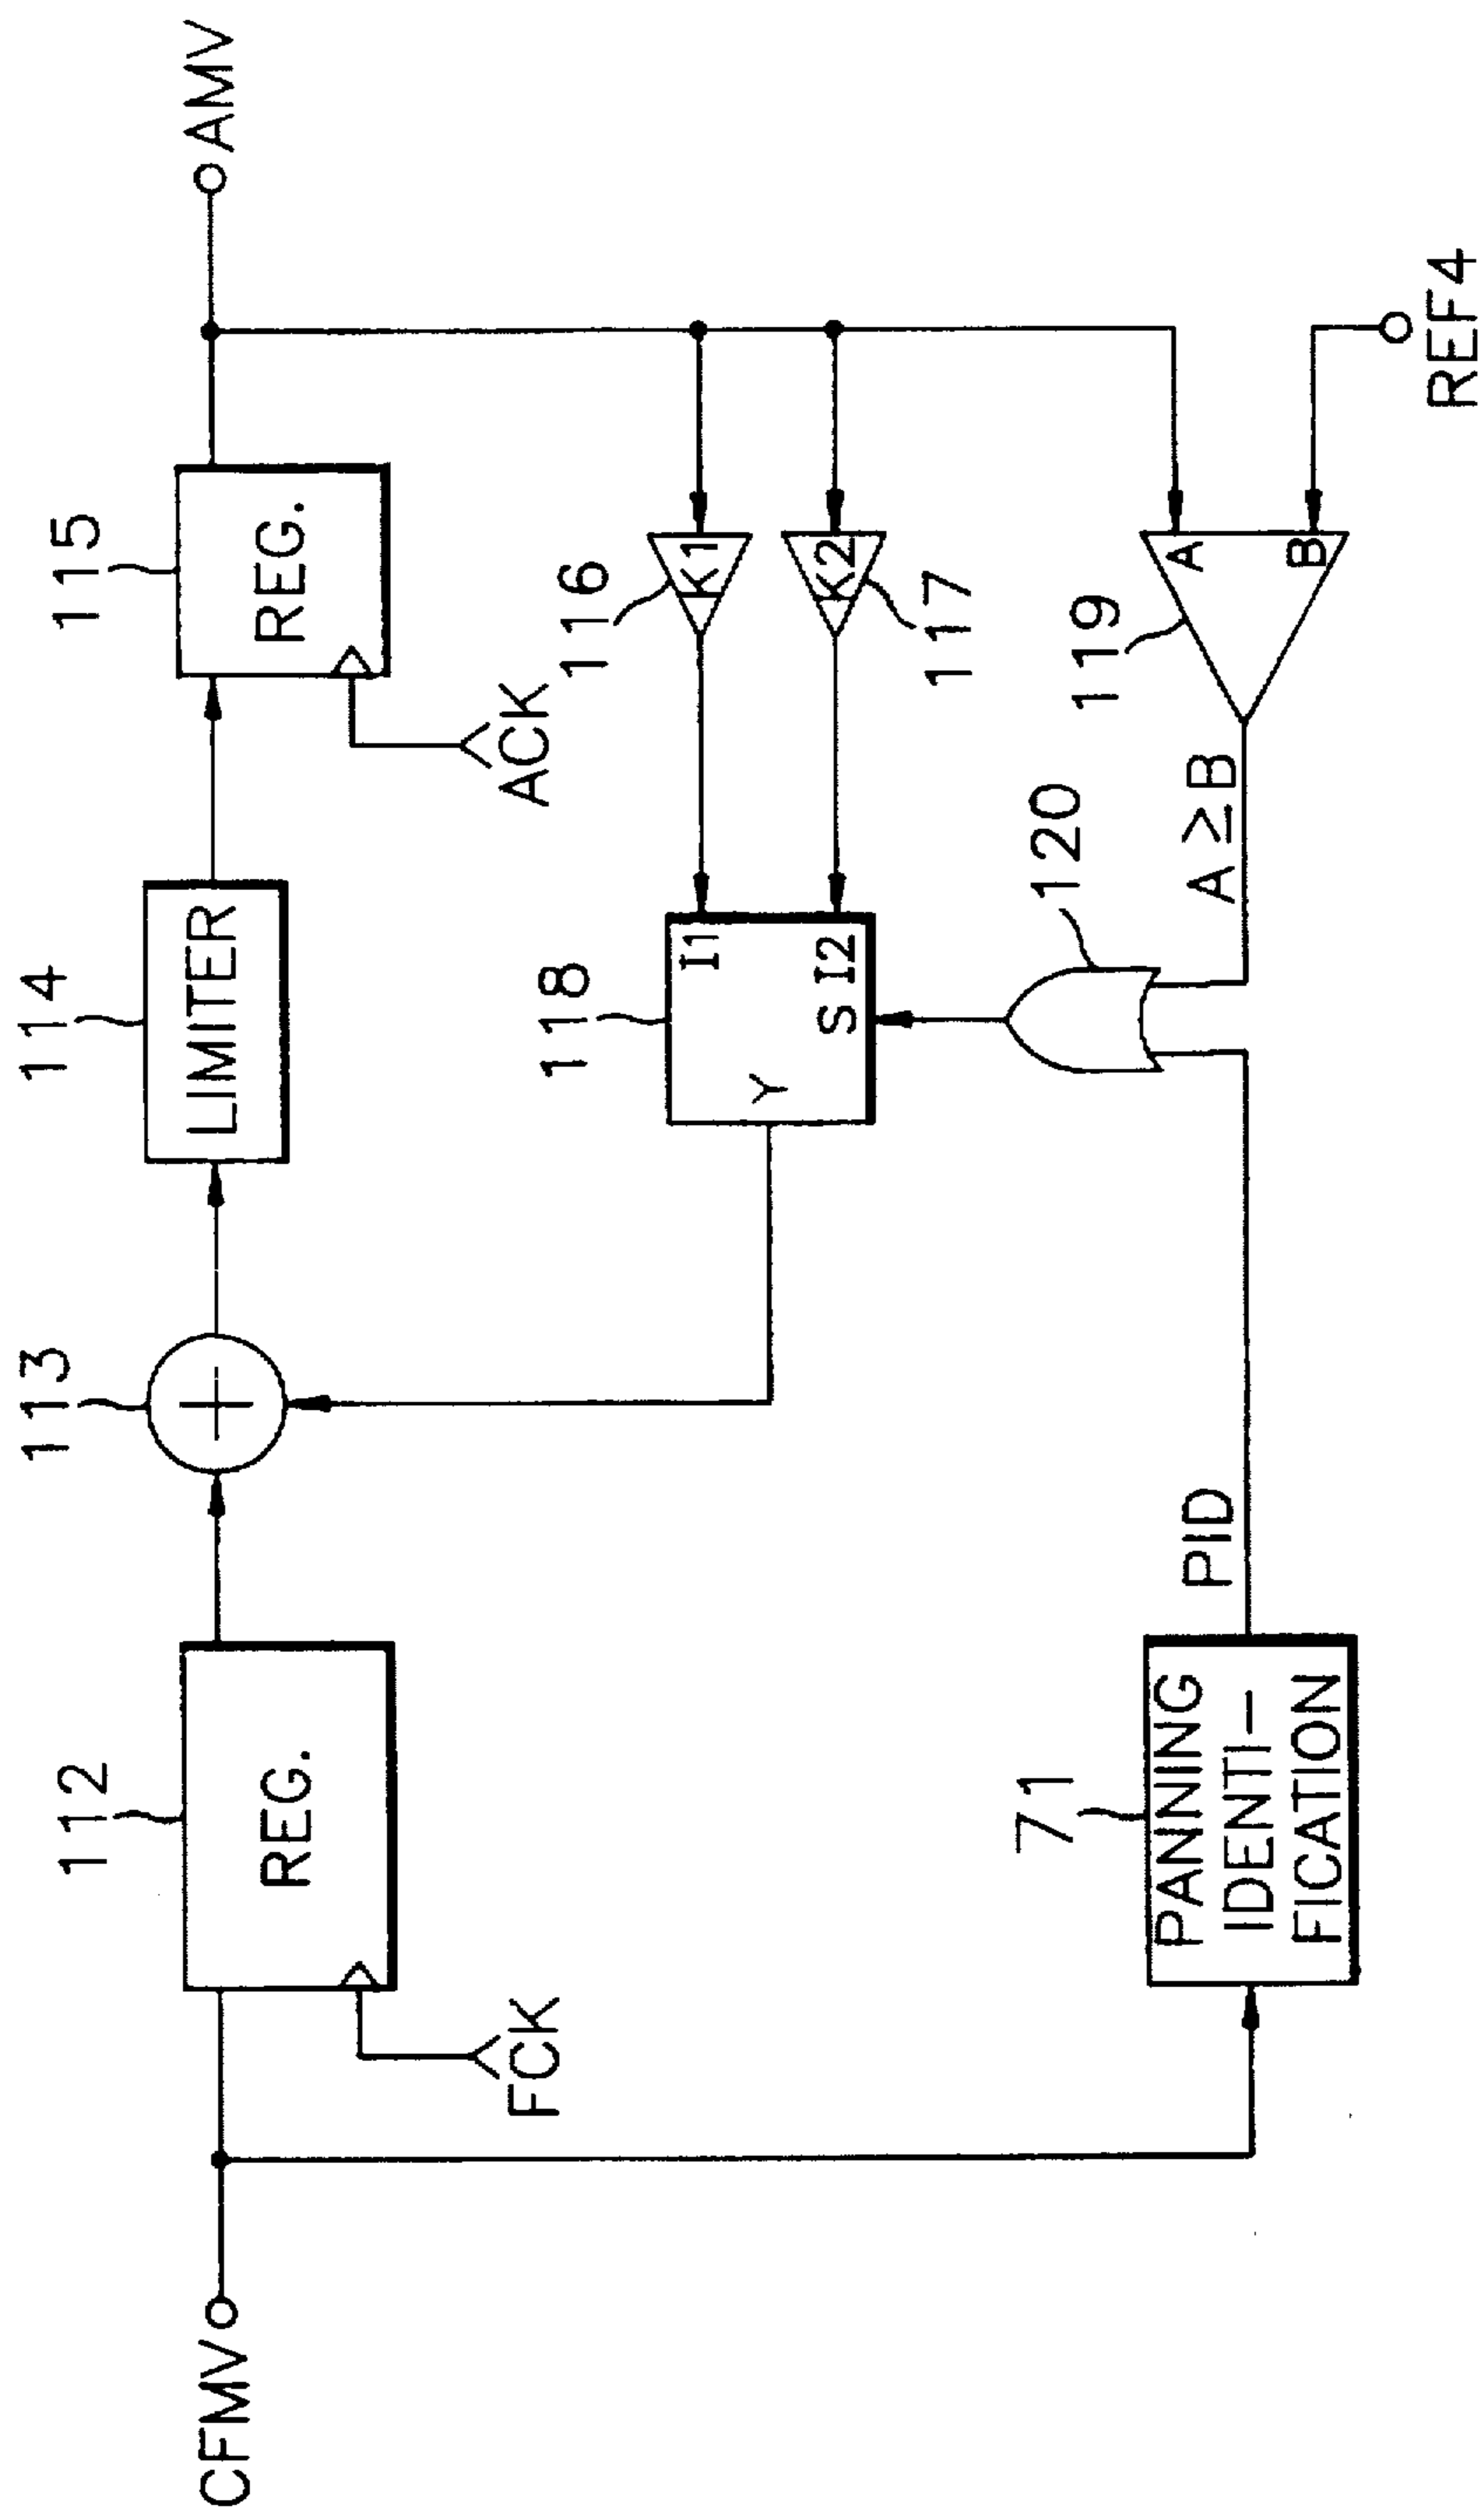 112
113
114
115
CFMV
REG.
LIMITER
REG.
AMV
FCK
ACK
118
116
I1
K1
Y
S I2
K2
117
71
120
119
PANNING
IDENTI-
FICATION
PID
A≥B
A
B
REF4